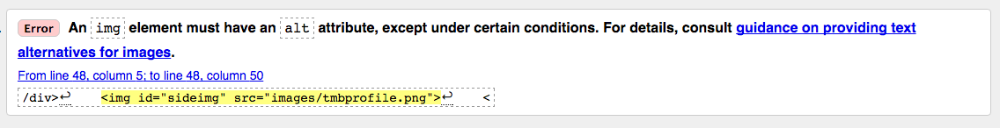 Error An img element must have an alt attribute, except under certain conditions. For details, consult guidance on providing text
alternatives for images.
From line 48, column 5; to line 48, column 50
/div>↩ <img id="sideimg" src="images/tmbprofile.png">↩ <